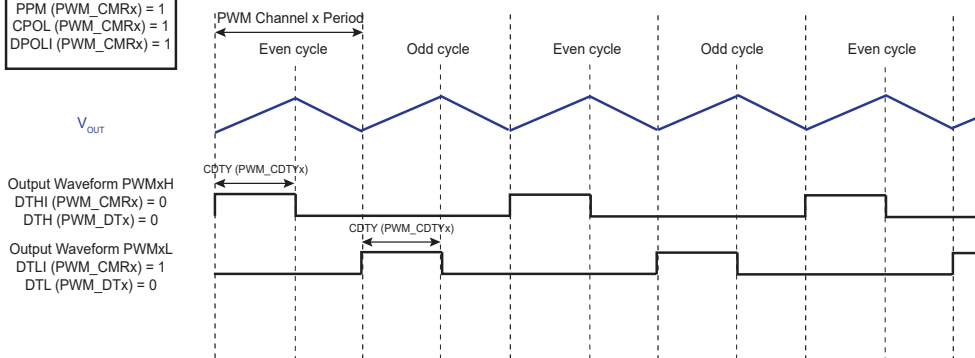 PPM (PWM_CMRx) = 1
CPOL (PWM_CMRx) = 1
DPOLI (PWM_CMRx) = 1
PWM Channel x Period
Even cycle
Odd cycle
Even cycle
Odd cycle
Even cycle
VOUT
CDTY (PWM_CDTYx)
Output Waveform PWMxH
DTHI (PWM_CMRx) = 0
DTH (PWM_DTx) = 0
CDTY (PWM_CDTYx)
Output Waveform PWMxL
DTLI (PWM_CMRx) = 1
DTL (PWM_DTx) = 0